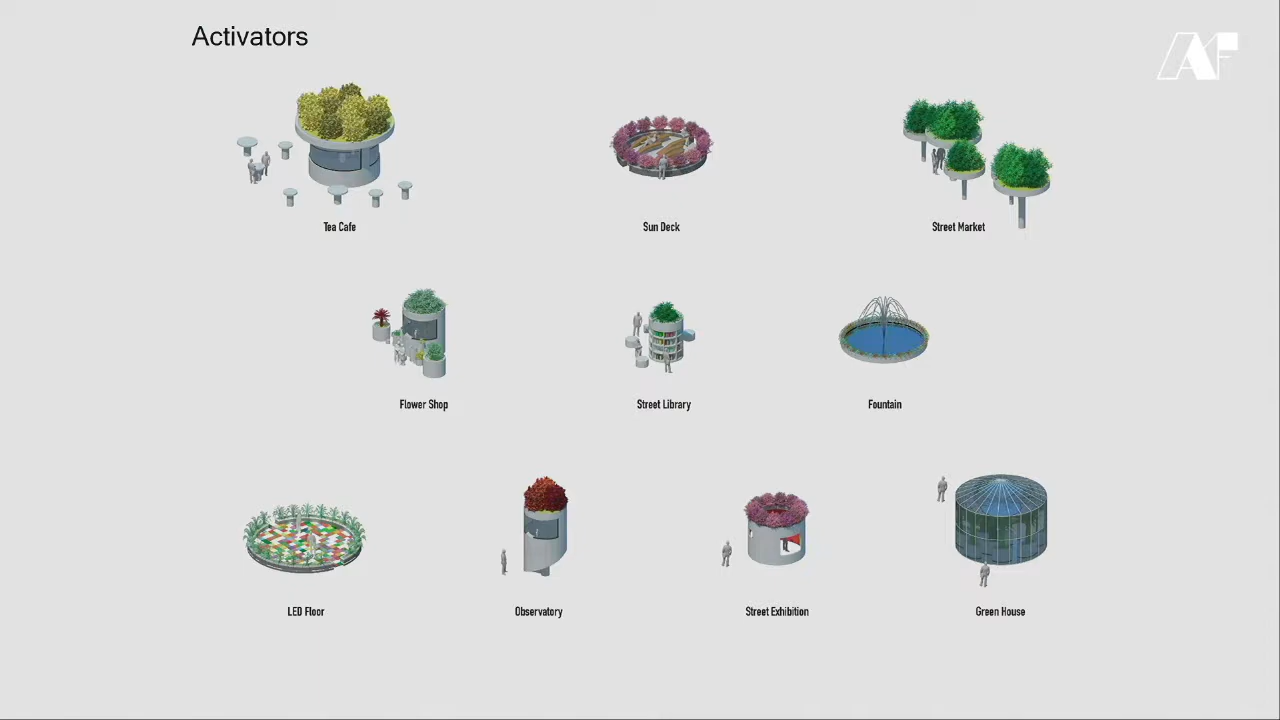 Activators
AF
Tea Cafe
Sun Deck
Street Market
Flower Shop
Street Library
Fountain
LED Floor
Observatory
Street Exhibition
Green House